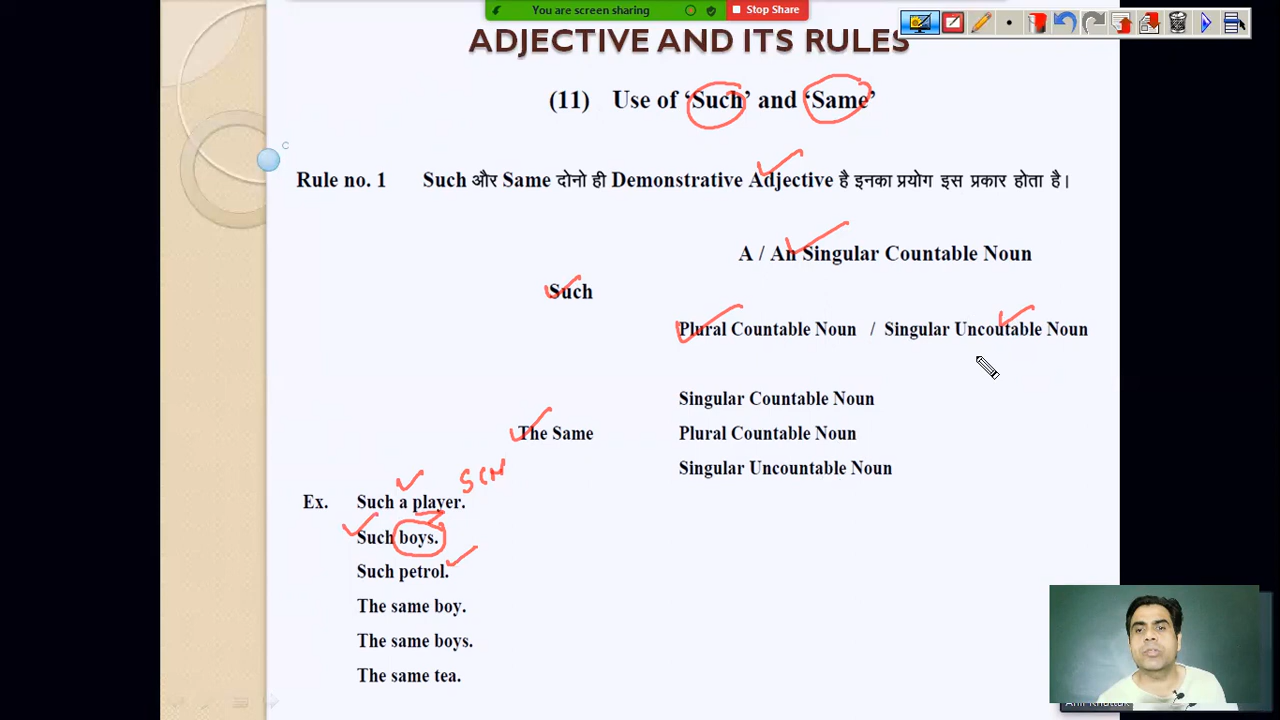 You are screen sharing
Stop Share
ADJECTIVE AND ITS RULES
(11) Use of ‘Such’ and ‘Same’
Rule no. 1 Such और Same दोनो ही Demonstrative Adjective है इनका प्रयोग इस प्रकार होता है।
A / An Singular Countable Noun
Such
Plural Countable Noun / Singular Uncoutable Noun
Singular Countable Noun
The Same Plural Countable Noun
Singular Uncountable Noun
SCN
Ex. Such a player.
Such boys.
Such petrol.
The same boy.
The same boys.
The same tea.